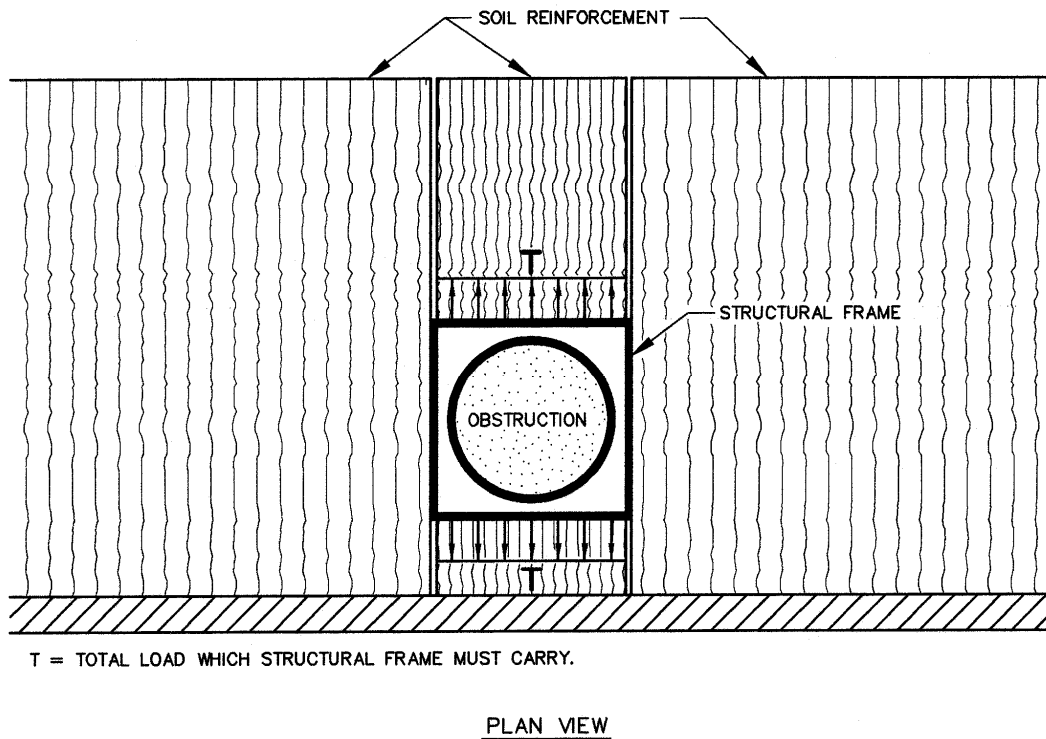 SOIL REINFORCEMENT
T
STRUCTURAL FRAME
OBSTRUCTION
T
T = TOTAL LOAD WHICH STRUCTURAL FRAME MUST CARRY.
PLAN VIEW